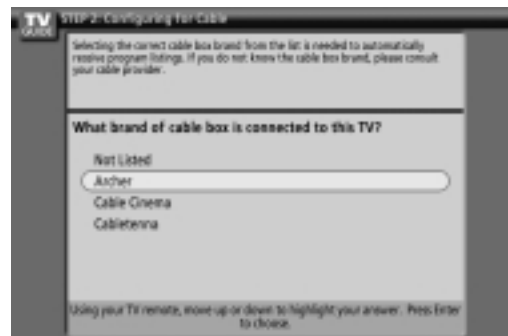 TV
GUIDE
STEP 2: Configuring for Cable
Selecting the correct cable box brand from the list is needed to automatically
receive program listings. If you do not know the cable box brand, please consult
your cable provider.
What brand of cable box is connected to this TV?
Not Listed
Archer
Cable Cinema
Cabletenna
Using your TV remote, move up or down to highlight your answer. Press Enter
to choose.